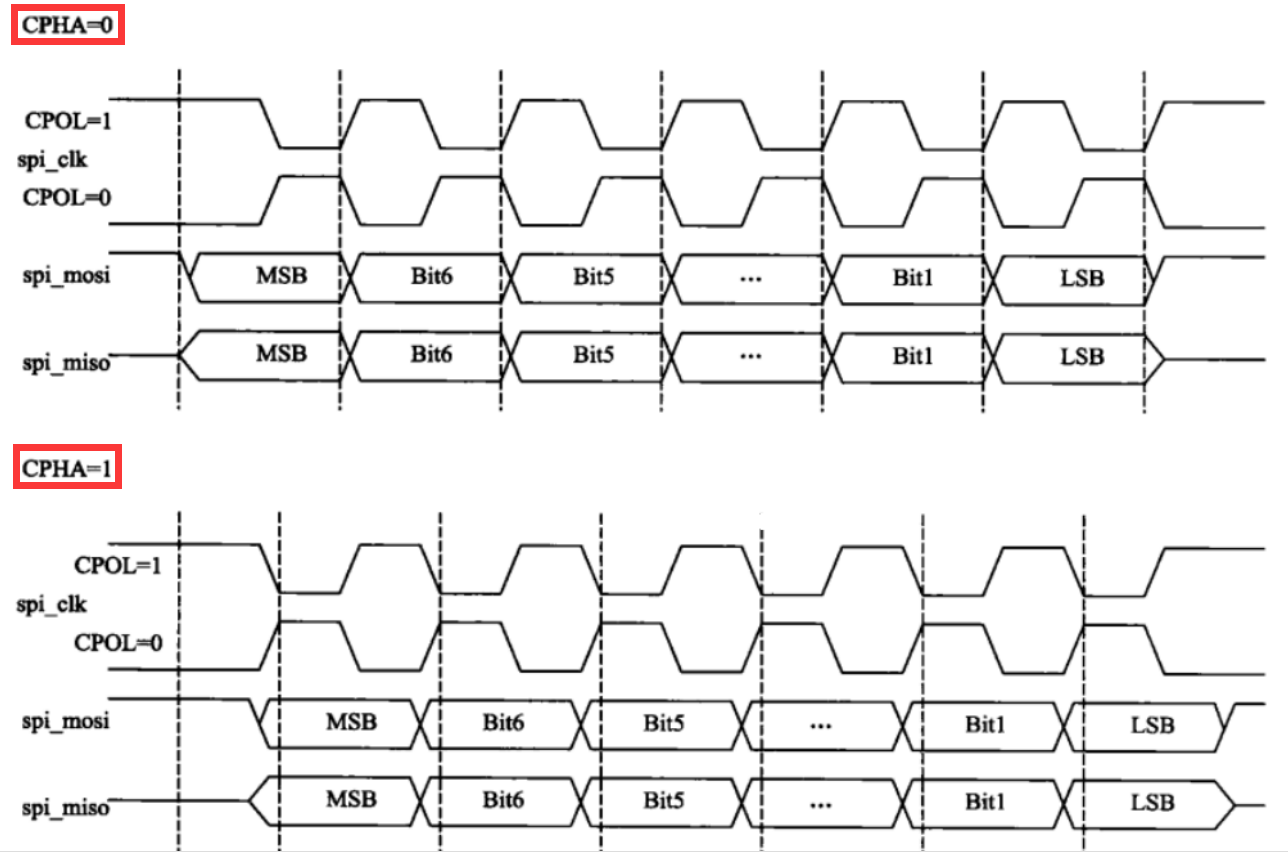 CPHA=0
CPOL=1
spi_clk
CPOL=0
spi_mosi MSB Bit6 Bit5 ... Bit1 LSB
spi_miso MSB Bit6 Bit5 ... Bit1 LSB
CPHA=1
CPOL=1
spi_clk
CPOL=0
spi_mosi MSB Bit6 Bit5 ... Bit1 LSB
spi_miso MSB Bit6 Bit5 ... Bit1 LSB